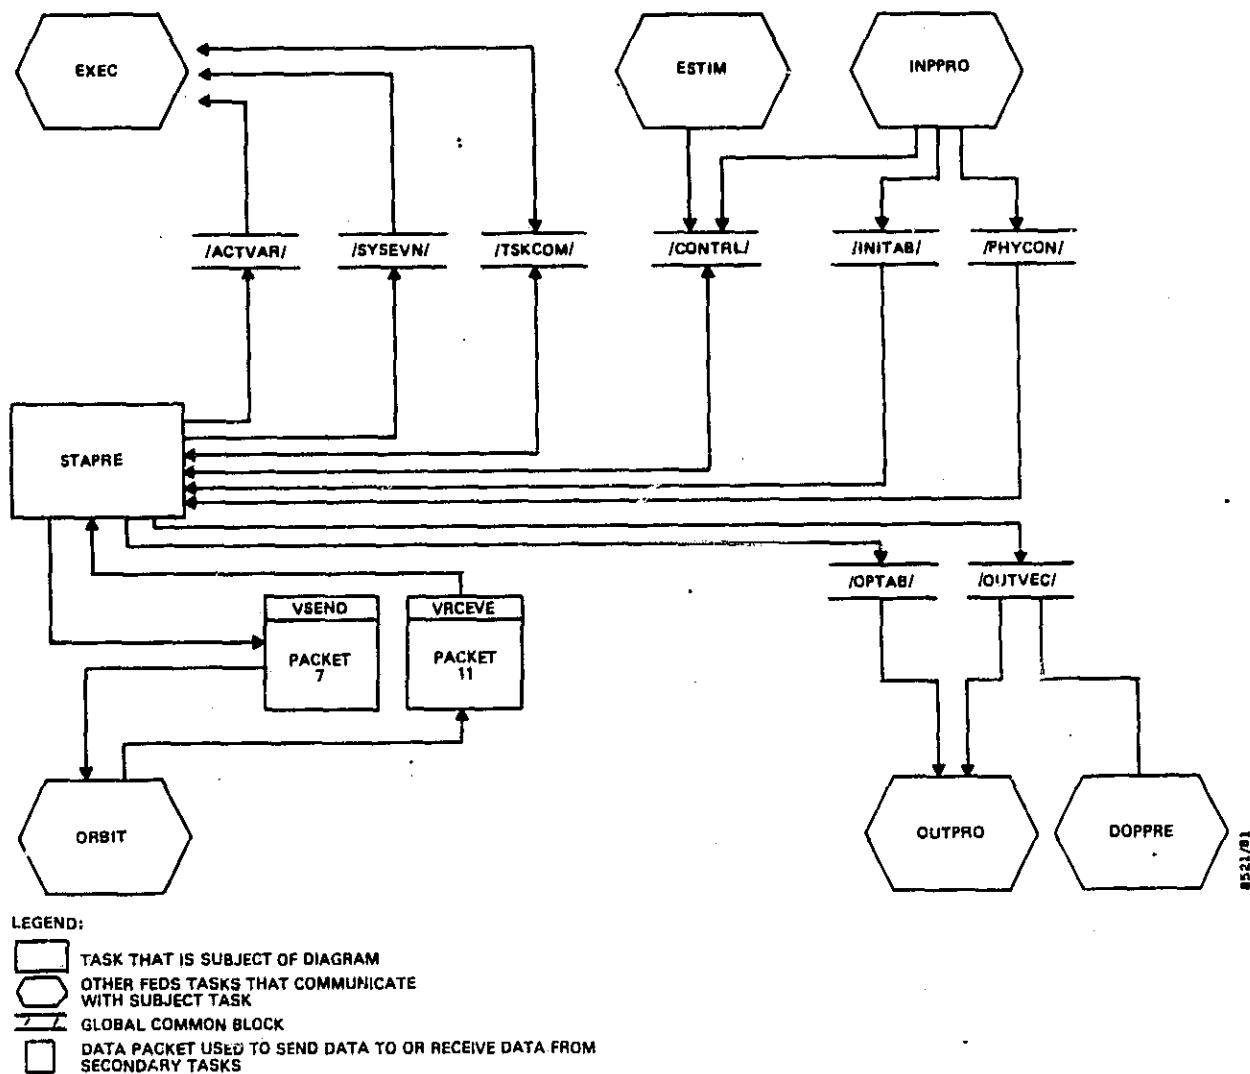 EXEC
ESTIM
INPPRO
/ACTVAR/
/SYSEVN/
/TSKCOM/
/CONTRL/
/INITAB/
/PHYCON/
STAPRE
/OPTAB/
/OUTVEC/
VSEND
VRCEVE
PACKET
7
PACKET
11
ORBIT
OUTPRO
DOPPRE
8521/81
LEGEND:
TASK THAT IS SUBJECT OF DIAGRAM
OTHER FEDS TASKS THAT COMMUNICATE
WITH SUBJECT TASK
/ /
GLOBAL COMMON BLOCK
DATA PACKET USED TO SEND DATA TO OR RECEIVE DATA FROM
SECONDARY TASKS